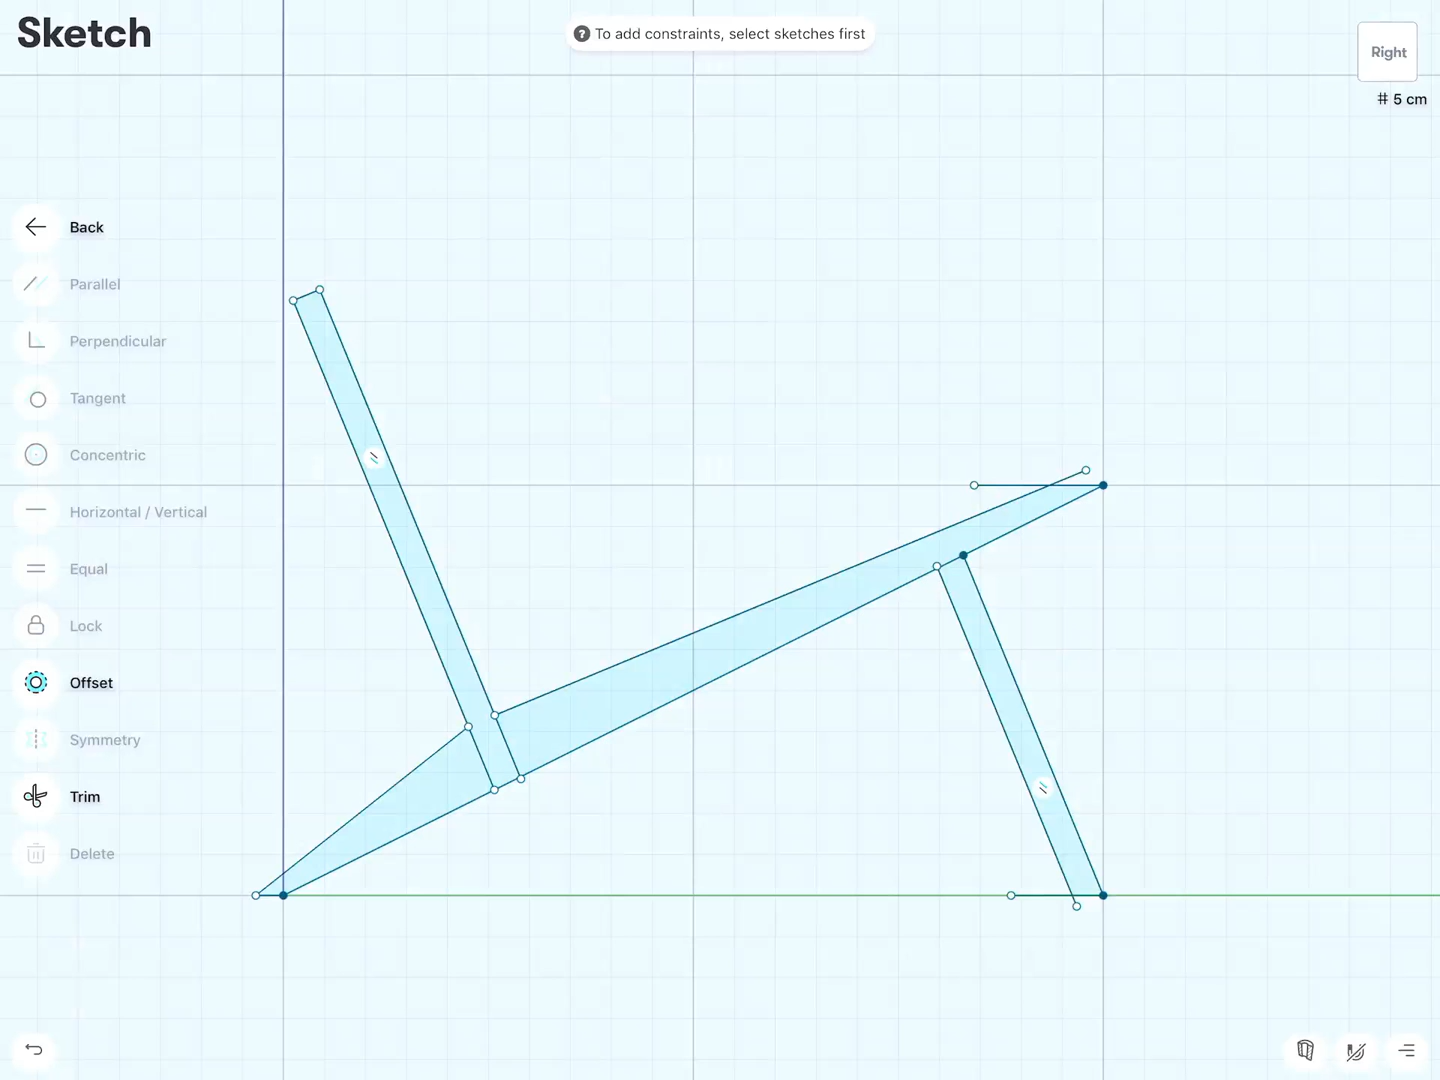 Sketch
To add constraints, select sketches first
Right
5 cm
Back
Parallel
Perpendicular
Tangent
Concentric
Horizontal / Vertical
Equal
Lock
Offset
Symmetry
Trim
Delete